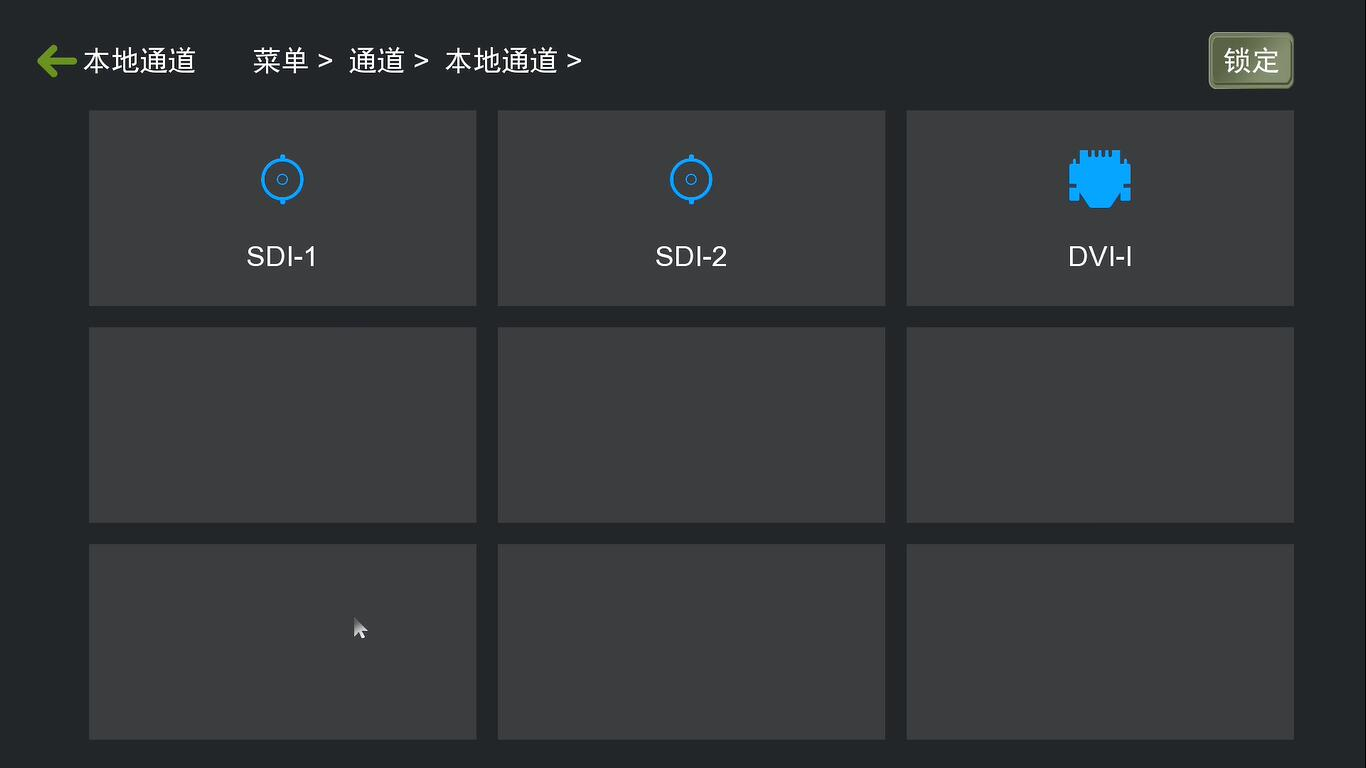 本地通道 菜单 > 通道 > 本地通道 > 锁定
SDI-1 SDI-2 DVI-I